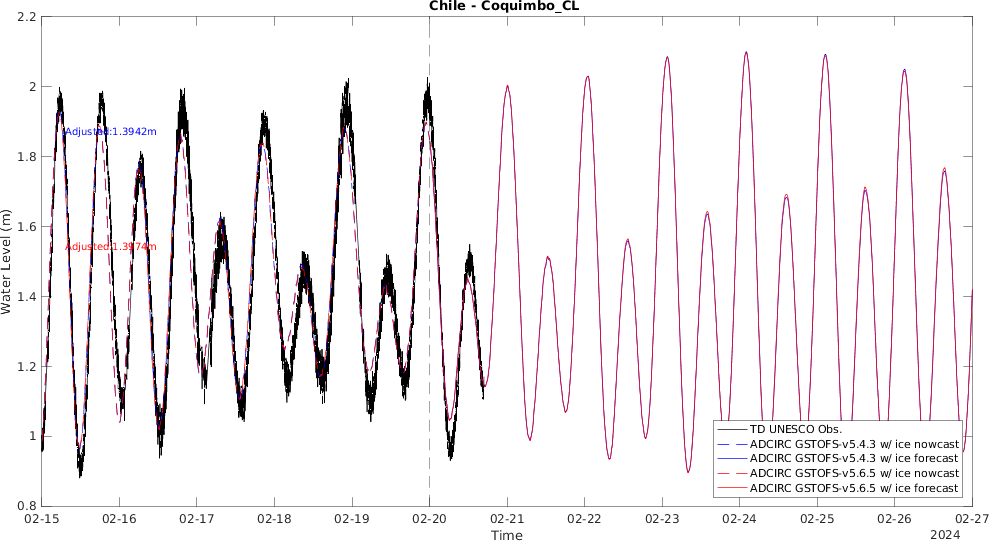 Chile - Coquimbo_CL
2.2
2
1.8
1.6
1.4
1.2
1
0.8
Water Level (m)
Adjusted:1.3942m
Adjusted:1.3974m
TD UNESCO Obs.
ADCIRC GSTOFS-v5.4.3 w/ ice nowcast
ADCIRC GSTOFS-v5.4.3 w/ ice forecast
ADCIRC GSTOFS-v5.6.5 w/ ice nowcast
ADCIRC GSTOFS-v5.6.5 w/ ice forecast
02-15 02-16 02-17 02-18 02-19 02-20 02-21 02-22 02-23 02-24 02-25 02-26 02-27
Time
2024